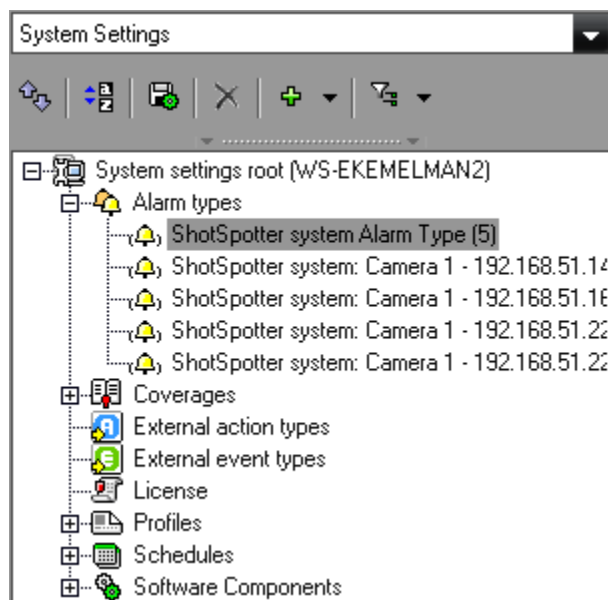 System Settings
System settings root (WS-EKEMELMAN2)
Alarm types
ShotSpotter system Alarm Type (5)
ShotSpotter system: Camera 1 - 192.168.51.14
ShotSpotter system: Camera 1 - 192.168.51.16
ShotSpotter system: Camera 1 - 192.168.51.22
ShotSpotter system: Camera 1 - 192.168.51.22
Coverages
External action types
External event types
License
Profiles
Schedules
Software Components